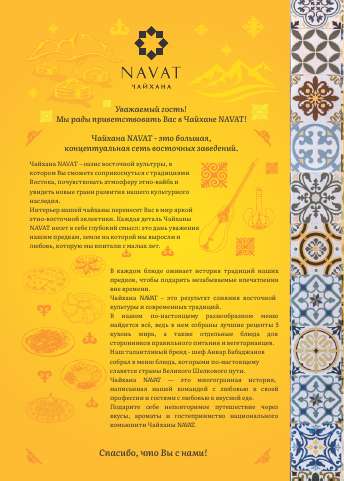 NAVAT
ЧАЙХАНА
Уважаемый гость!
Мы рады приветствовать Вас в Чайхане NAVAT!
Чайхана NAVAT - это большая,
концептуальная сеть восточных заведений.
Чайхана NAVAT – оазис восточной культуры, в
котором Вы сможете соприкоснуться с традициями
Востока, почувствовать атмосферу этно-вайба и
увидеть новые грани развития нашего культурного
наследия.
Интерьер нашей чайханы перенесет Вас в мир яркой
этно-восточной эклектики. Каждая деталь Чайханы
NAVAT несет в себе глубокий смысл: это дань уважения
нашим предкам, земле на которой мы выросли и
любовь, которую мы впитали с малых лет.
В каждом блюде оживает история традиций наших
предков, чтобы подарить незабываемые впечатления
вне времени.
Чайхана NAVAT – это результат слияния восточной
культуры и современных традиций.
В нашем по-настоящему разнообразном меню
найдется всё, ведь в нем собраны лучшие рецепты 5
кухонь мира, а также отдельные блюда для
сторонников правильного питания и вегетарианцев.
Наш талантливый бренд - шеф Анвар Бабаджанов
собрал в меню блюда, которыми по-настоящему
славятся страны Великого Шелкового пути.
Чайхана NAVAT — это многогранная история,
написанная нашей командой с любовью к своей
профессии и гостям с любовью к вкусной еде.
Подарите себе неповторимое путешествие через
вкусы, ароматы и гостеприимство национального
комьюнити Чайханы NAVAT.
Спасибо, что Вы с нами!